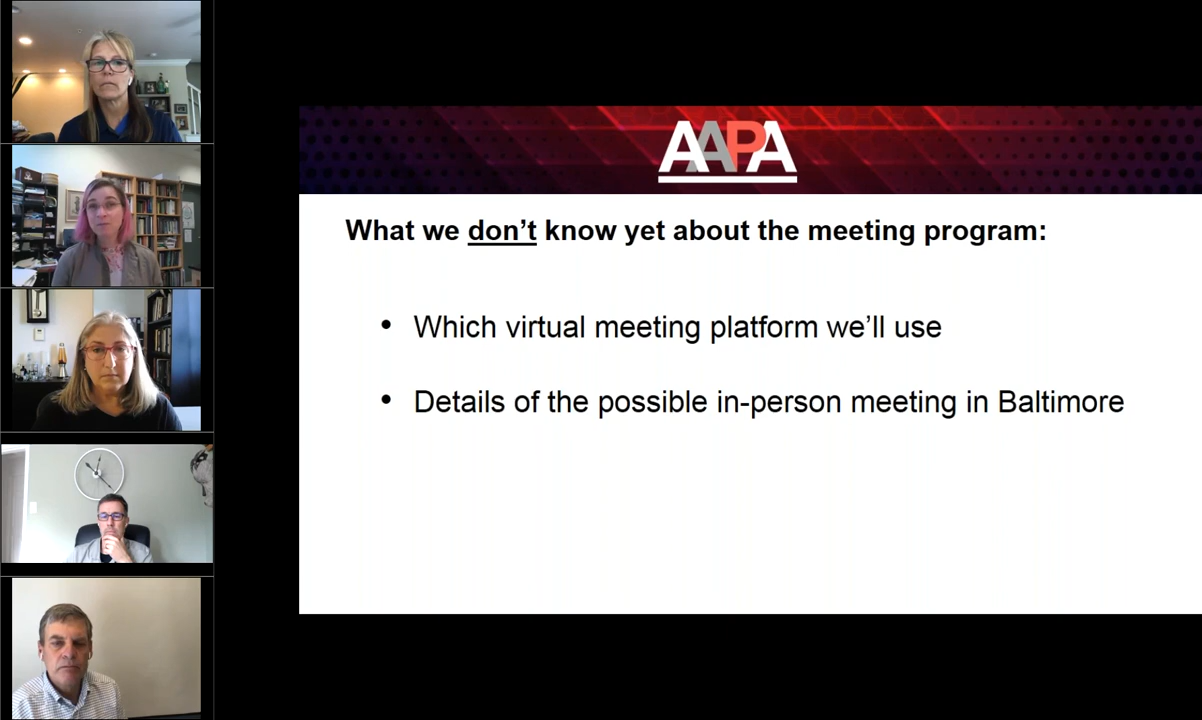 AAPA
What we don’t know yet about the meeting program:
• Which virtual meeting platform we’ll use
• Details of the possible in-person meeting in Baltimore